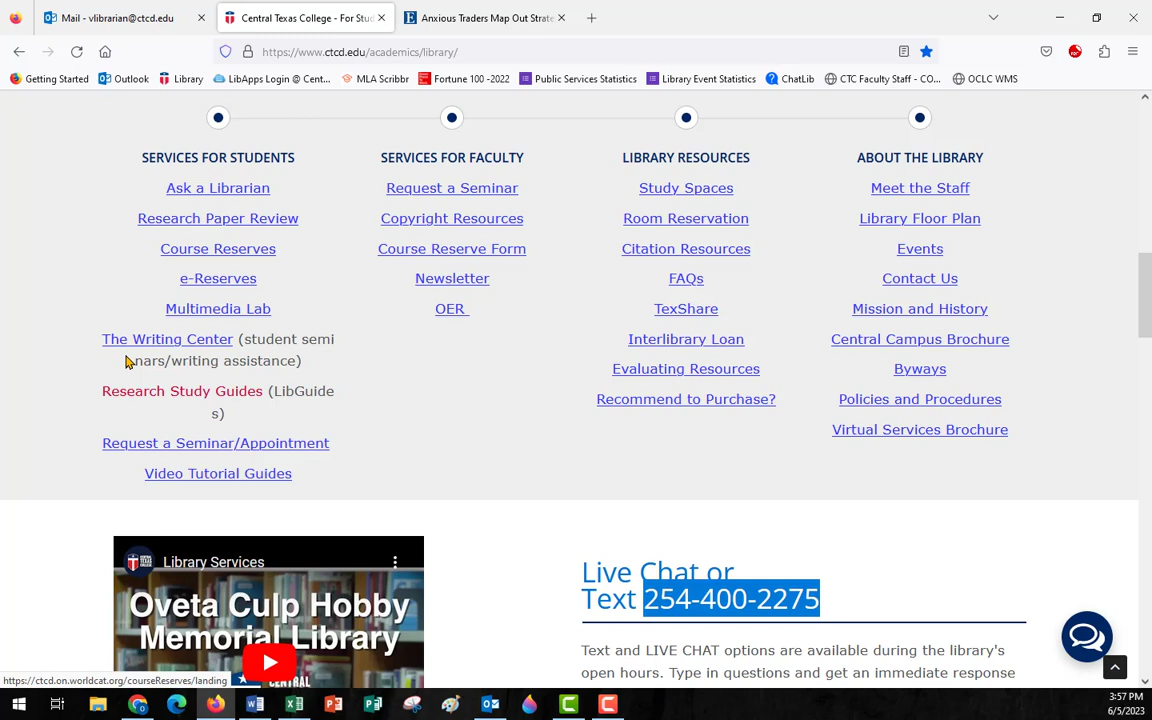 Mail - vlibrarian@ctcd.edu
Central Texas College - For Stud
Anxious Traders Map Out Strate
https://www.ctcd.edu/academics/library/
Getting Started
Outlook
Library
LibApps Login @ Cent...
MLA Scribbr
Fortune 100 -2022
Public Services Statistics
Library Event Statistics
ChatLib
CTC Faculty Staff - CO...
OCLC WMS
SERVICES FOR STUDENTS
Ask a Librarian
Research Paper Review
Course Reserves
e-Reserves
Multimedia Lab
The Writing Center (student semi
nars/writing assistance)
Research Study Guides (LibGuide
s)
Request a Seminar/Appointment
Video Tutorial Guides
SERVICES FOR FACULTY
Request a Seminar
Copyright Resources
Course Reserve Form
Newsletter
OER
LIBRARY RESOURCES
Study Spaces
Room Reservation
Citation Resources
FAQs
TexShare
Interlibrary Loan
Evaluating Resources
Recommend to Purchase?
ABOUT THE LIBRARY
Meet the Staff
Library Floor Plan
Events
Contact Us
Mission and History
Central Campus Brochure
Byways
Policies and Procedures
Virtual Services Brochure
Library Services
Oveta Culp Hobby
Memorial Library
CENTRAL
Live Chat or
Text 254-400-2275
Text and LIVE CHAT options are available during the library's
open hours. Type in questions and get an immediate response
https://ctcd.on.worldcat.org/courseReserves/landing
3:57 PM
6/5/2023